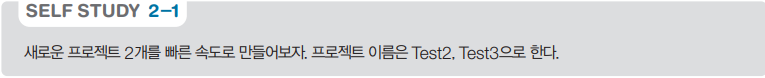 SELF STUDY 2-1
새로운 프로젝트 2개를 빠른 속도로 만들어보자. 프로젝트 이름은 Test2, Test3으로 한다.